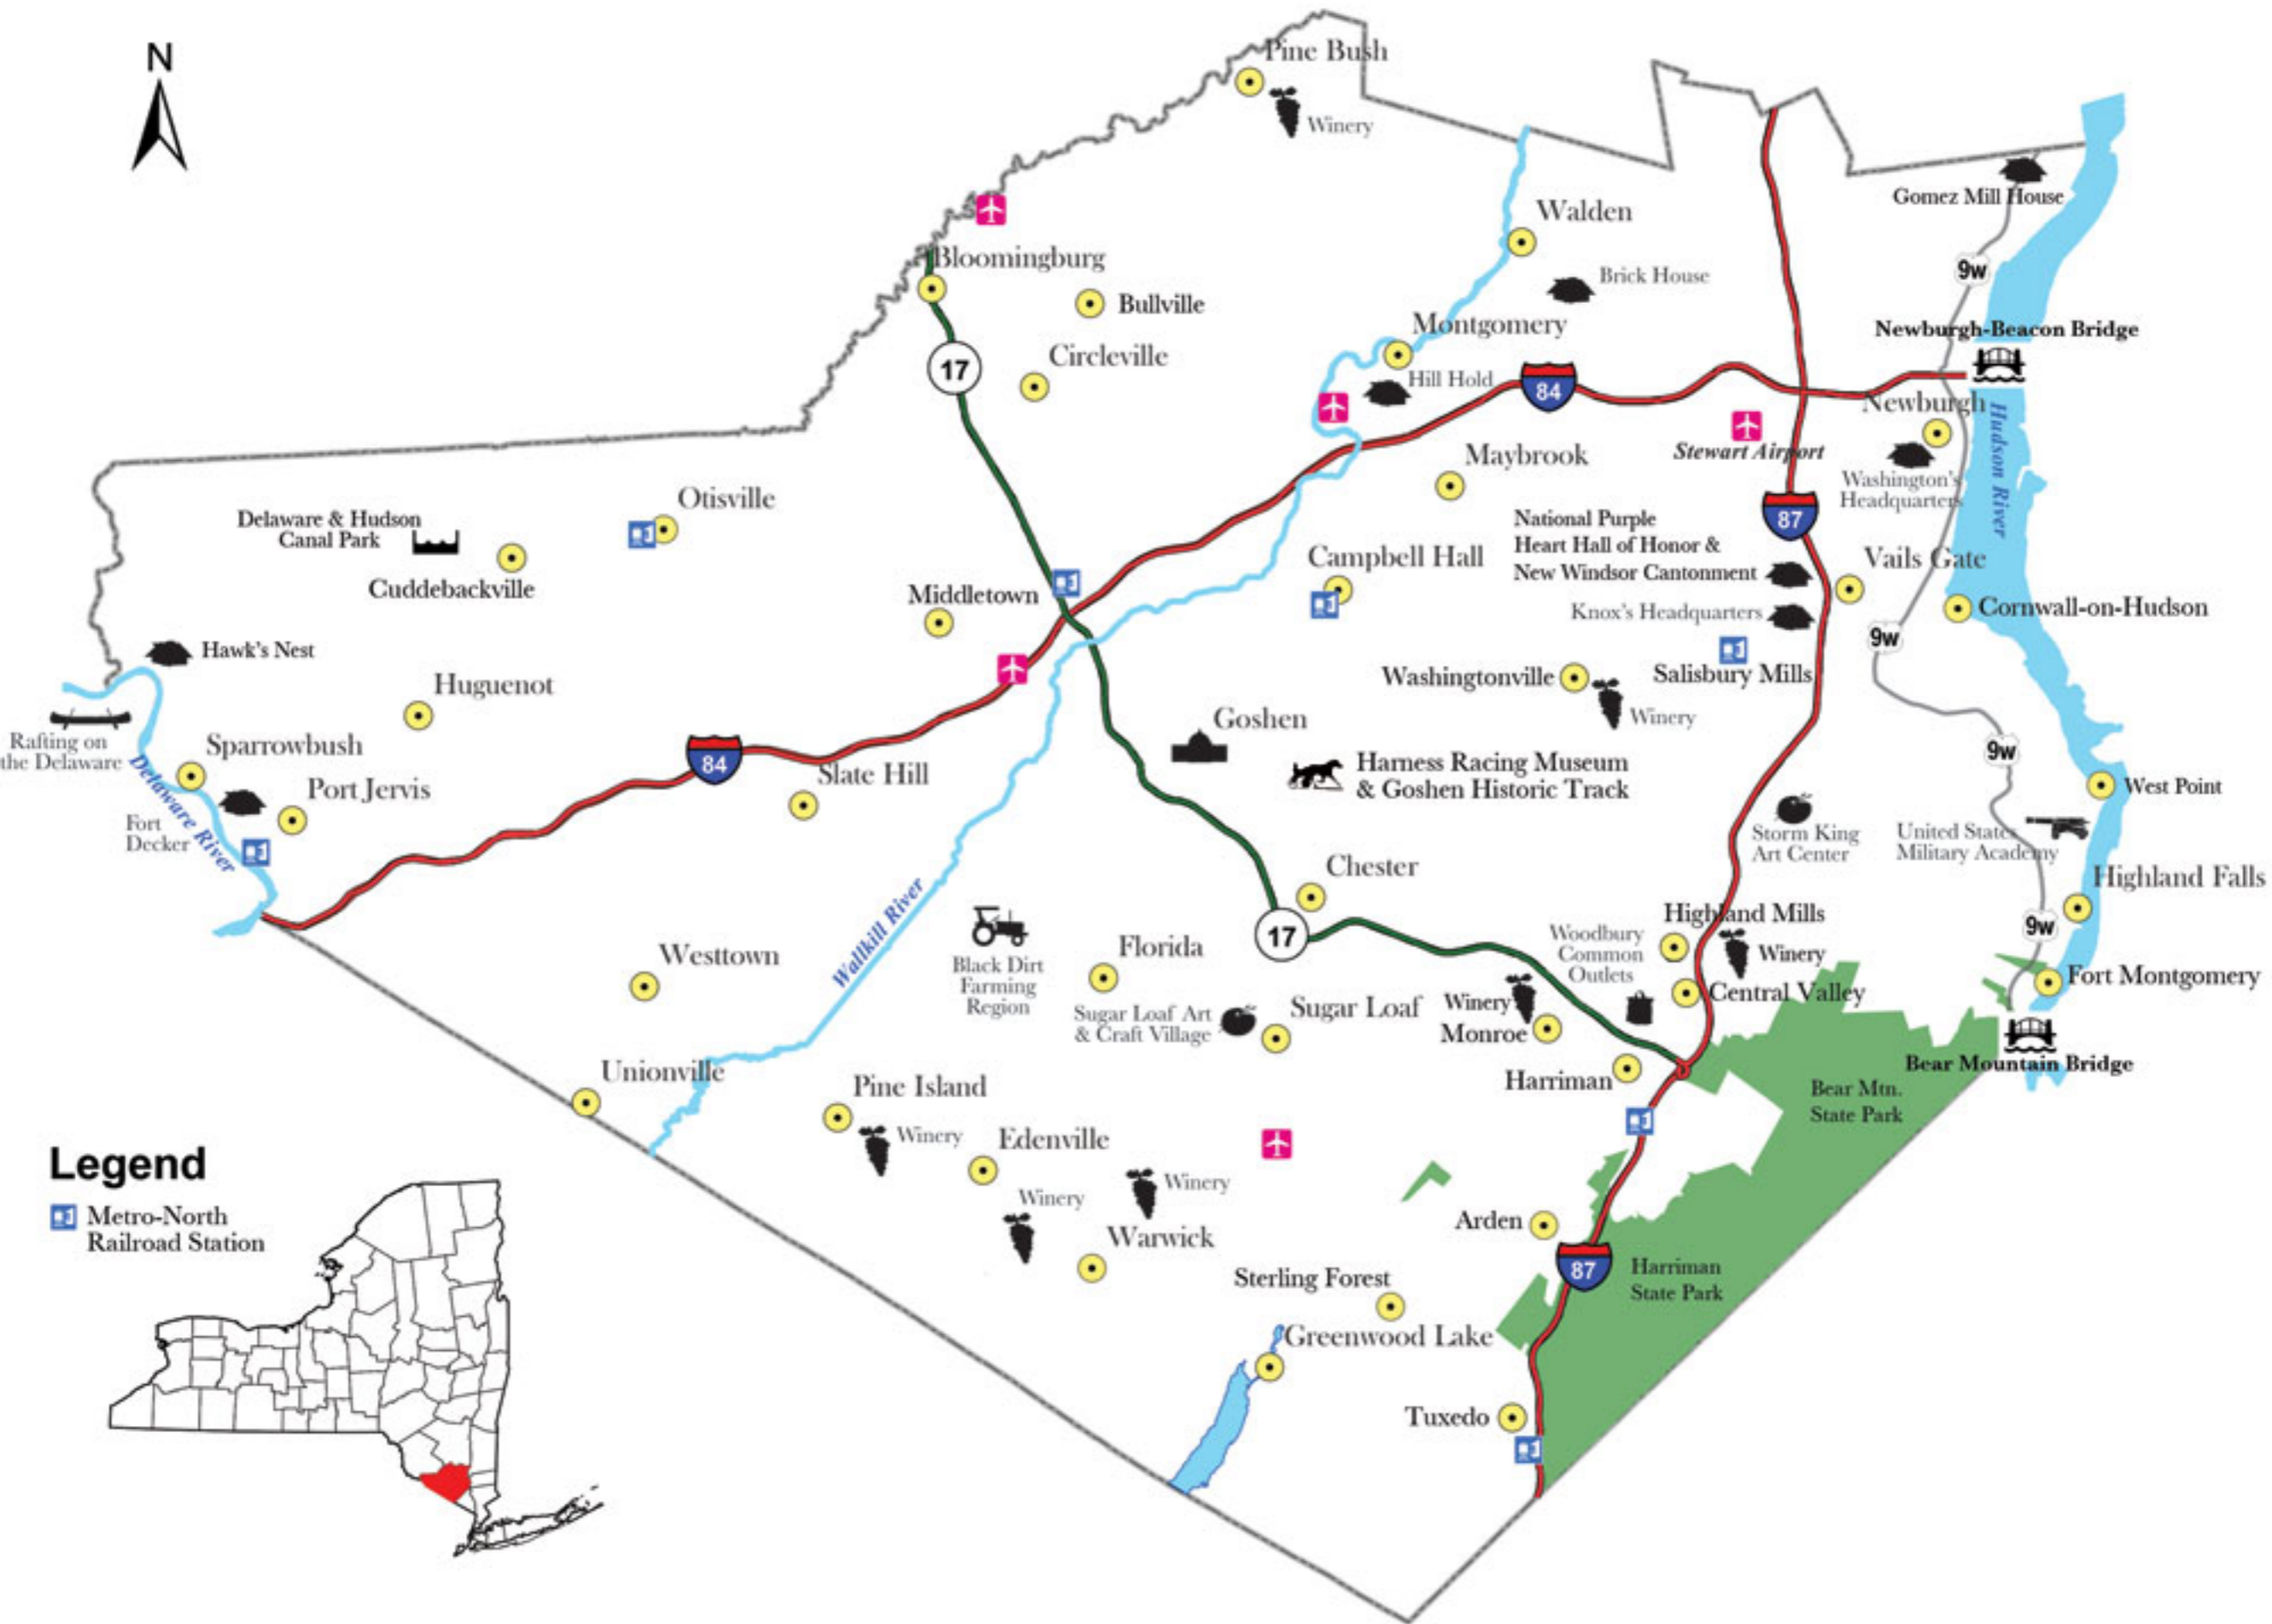 N
Pine Bush
Winery
Gomez Mill House
Walden
Bloomingburg
9w
Brick House
Bullville
Montgomery
Newburgh-Beacon Bridge
Circleville
17
Hill Hold
84
Newburgh
Hudson River
Stewart Airport
Maybrook
Washington's
Headquarters
Otisville
Delaware & Hudson
Canal Park
National Purple
Heart Hall of Honor &
New Windsor Cantonment
87
Campbell Hall
Vails Gate
Cuddebackville
Middletown
Knox's Headquarters
Cornwall-on-Hudson
9w
Hawk's Nest
Washingtonville
Salisbury Mills
Huguenot
Winery
Goshen
Rafting on
the Delaware
Sparrowbush
9w
Delaware River
84
Slate Hill
Harness Racing Museum
& Goshen Historic Track
West Point
Port Jervis
Fort
Decker
Storm King
Art Center
United States
Military Academy
Chester
Highland Falls
Wallkill River
Highland Mills
17
9w
Woodbury
Common
Outlets
Winery
Westtown
Black Dirt
Farming
Region
Florida
Fort Montgomery
Central Valley
Sugar Loaf Art
& Craft Village
Sugar Loaf
Winery
Monroe
Unionville
Bear Mountain Bridge
Pine Island
Harriman
Bear Mtn.
State Park
Winery
Edenville
Legend
Winery
Winery
Metro-North
Railroad Station
Warwick
Arden
Sterling Forest
87
Harriman
State Park
Greenwood Lake
Tuxedo